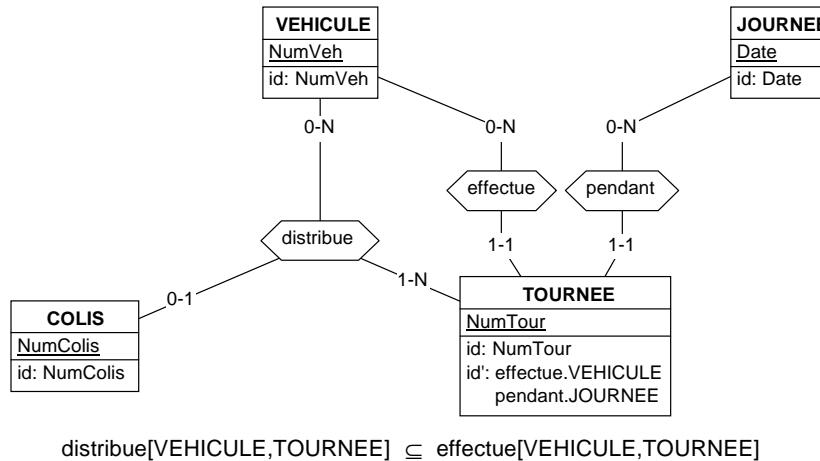 VEHICULE
NumVeh
id: NumVeh
JOURNEE
Date
id: Date
0-N
0-N
0-N
effectue
pendant
distribue
1-1
1-1
0-1
1-N
COLIS
NumColis
id: NumColis
TOURNEE
NumTour
id: NumTour
id': effectue.VEHICULE
pendant.JOURNEE
distribue[VEHICULE,TOURNEE] ⊆ effectue[VEHICULE,TOURNEE]